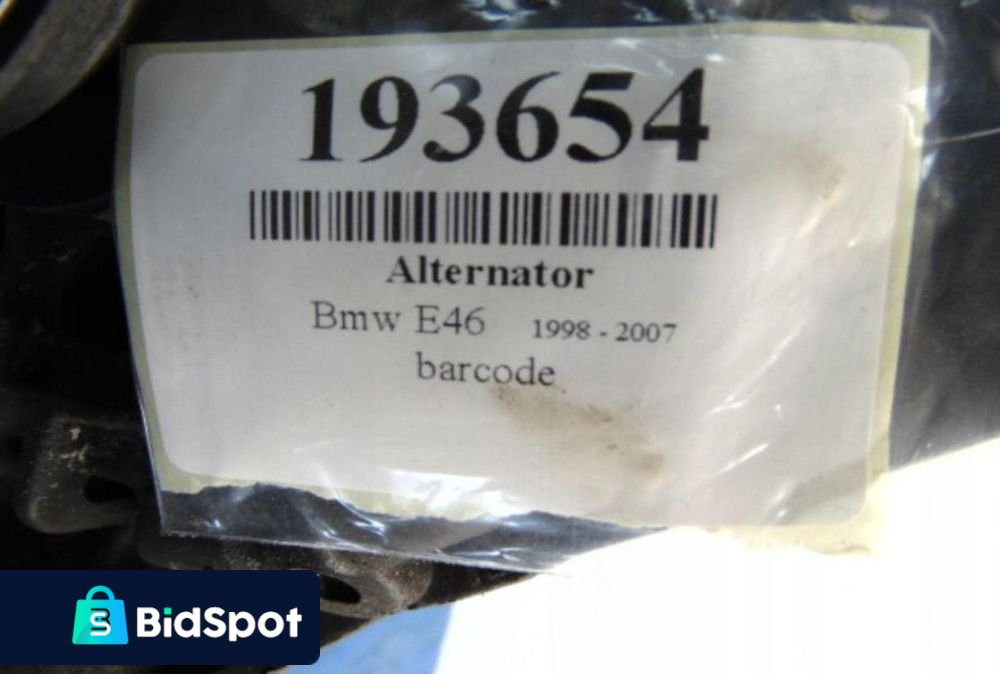 193654
Alternator
Bmw E46 1998 - 2007
barcode
BidSpot